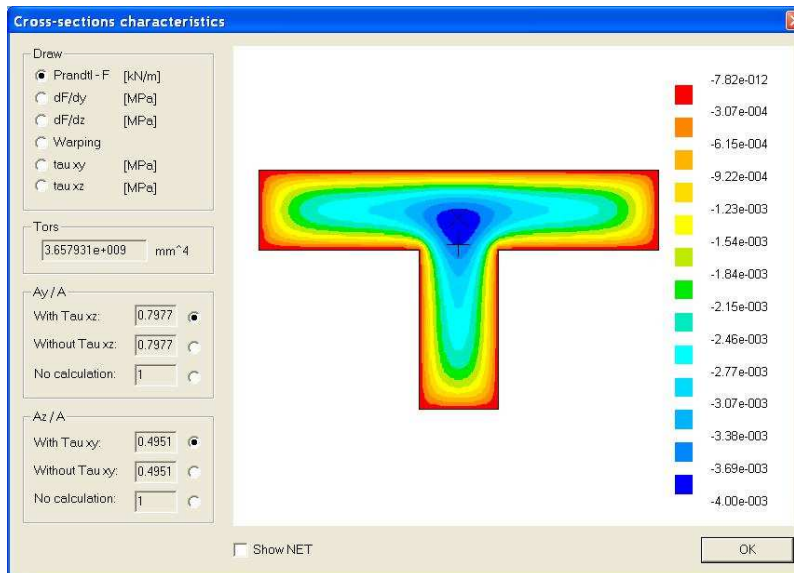 Cross-sections characteristics
Draw
Prandtl - F [kN/m]
dF/dy [MPa]
dF/dz [MPa]
Warping
tau xy [MPa]
tau xz [MPa]
Tors
3.657931e+009 mm^4
Ay / A
With Tau xz: 0.7977
Without Tau xz: 0.7977
No calculation: 1
Az / A
With Tau xy: 0.4951
Without Tau xy: 0.4951
No calculation: 1
-7.82e-012
-3.07e-004
-6.15e-004
-9.22e-004
-1.23e-003
-1.54e-003
-1.84e-003
-2.15e-003
-2.46e-003
-2.77e-003
-3.07e-003
-3.38e-003
-3.69e-003
-4.00e-003
Show NET
OK